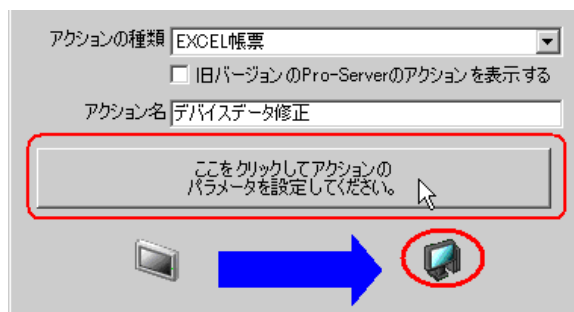 アクションの種類 EXCEL帳票
旧バージョンのPro-Serverのアクションを表示する
アクション名 デバイスデータ修正
ここをクリックしてアクションの
パラメータを設定してください。